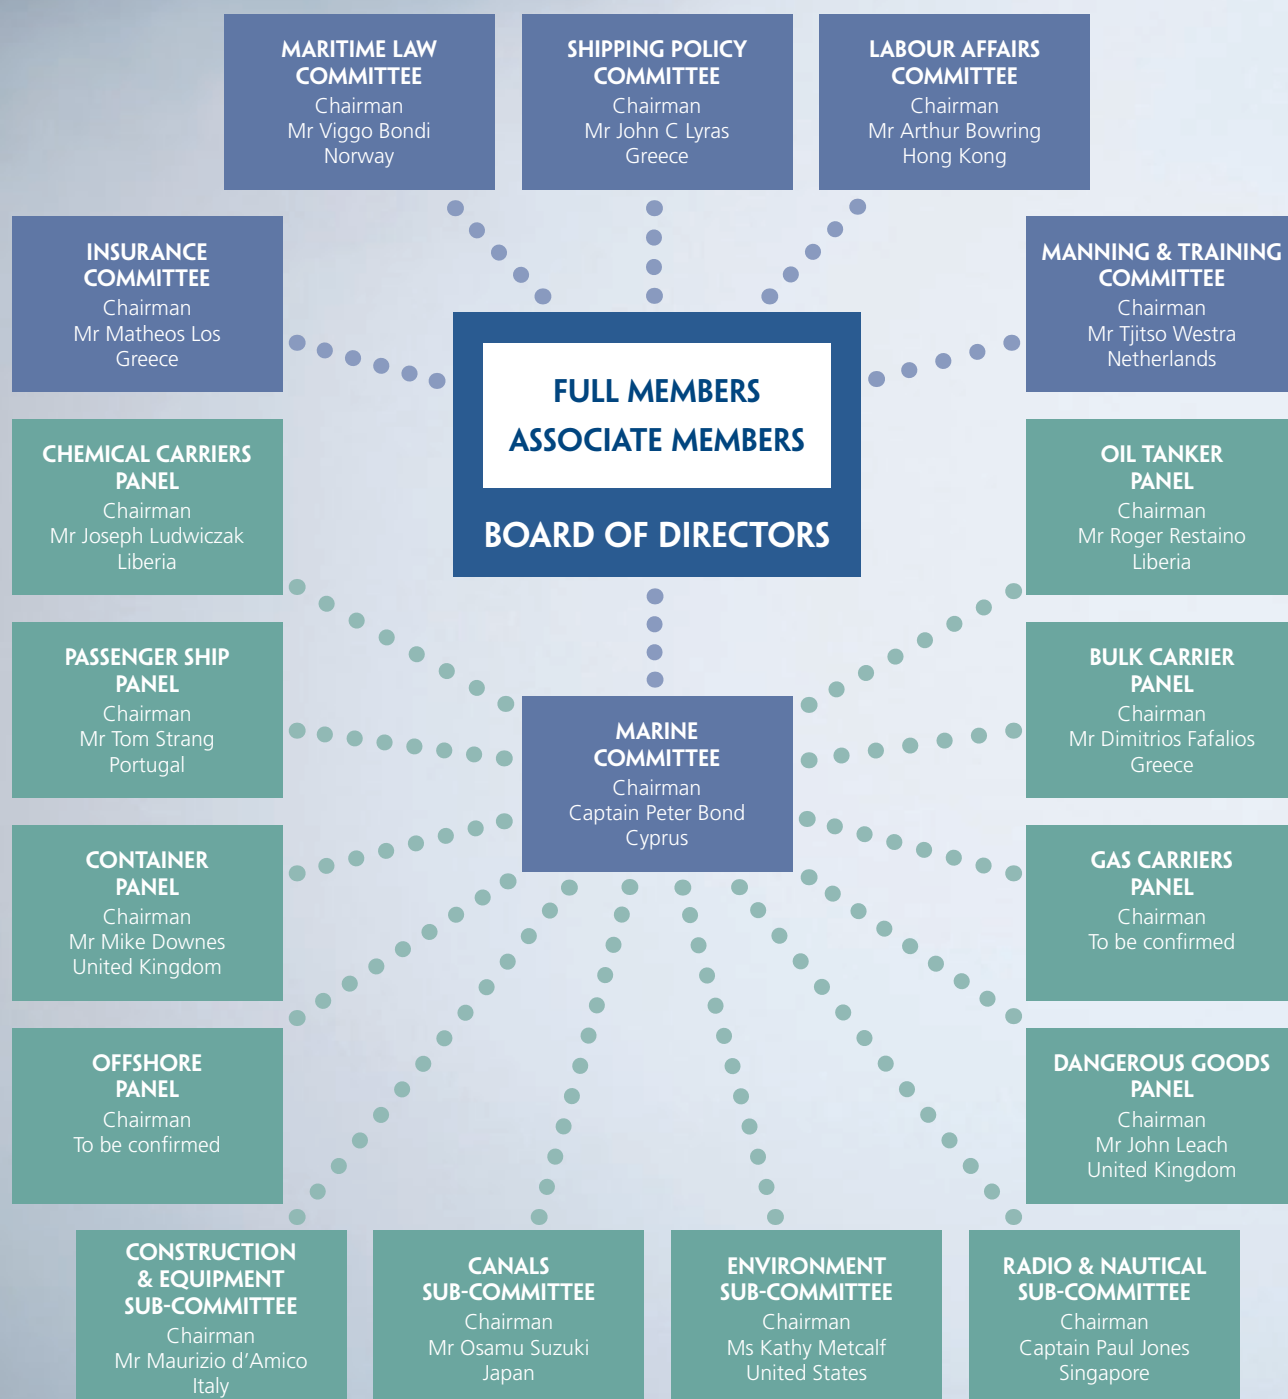 MARITIME LAW
COMMITTEE
Chairman
Mr Viggo Bondi
Norway
SHIPPING POLICY
COMMITTEE
Chairman
Mr John C Lyras
Greece
LABOUR AFFAIRS
COMMITTEE
Chairman
Mr Arthur Bowring
Hong Kong
INSURANCE
COMMITTEE
Chairman
Mr Matheos Los
Greece
MANNING & TRAINING
COMMITTEE
Chairman
Mr Tjitso Westra
Netherlands
FULL MEMBERS
ASSOCIATE MEMBERS
BOARD OF DIRECTORS
CHEMICAL CARRIERS
PANEL
Chairman
Mr Joseph Ludwiczak
Liberia
OIL TANKER
PANEL
Chairman
Mr Roger Restaino
Liberia
PASSENGER SHIP
PANEL
Chairman
Mr Tom Strang
Portugal
MARINE
COMMITTEE
Chairman
Captain Peter Bond
Cyprus
BULK CARRIER
PANEL
Chairman
Mr Dimitrios Fafalios
Greece
CONTAINER
PANEL
Chairman
Mr Mike Downes
United Kingdom
GAS CARRIERS
PANEL
Chairman
To be confirmed
OFFSHORE
PANEL
Chairman
To be confirmed
DANGEROUS GOODS
PANEL
Chairman
Mr John Leach
United Kingdom
CONSTRUCTION
& EQUIPMENT
SUB-COMMITTEE
Chairman
Mr Maurizio d'Amico
Italy
CANALS
SUB-COMMITTEE
Chairman
Mr Osamu Suzuki
Japan
ENVIRONMENT
SUB-COMMITTEE
Chairman
Ms Kathy Metcalf
United States
RADIO & NAUTICAL
SUB-COMMITTEE
Chairman
Captain Paul Jones
Singapore